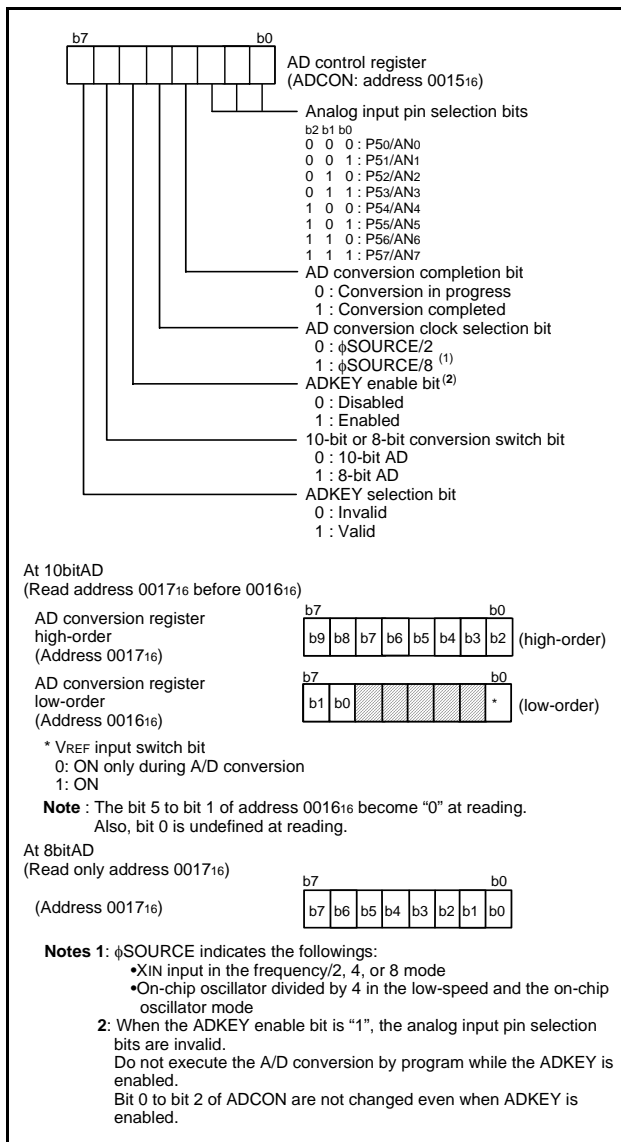 b7 b0
AD control register
(ADCON: address 001516)
Analog input pin selection bits
b2 b1 b0
0 0 0 : P50/AN0
0 0 1 : P51/AN1
0 1 0 : P52/AN2
0 1 1 : P53/AN3
1 0 0 : P54/AN4
1 0 1 : P55/AN5
1 1 0 : P56/AN6
1 1 1 : P57/AN7
AD conversion completion bit
0 : Conversion in progress
1 : Conversion completed
AD conversion clock selection bit
0 : ϕSOURCE/2
1 : ϕSOURCE/8 (1)
ADKEY enable bit (2)
0 : Disabled
1 : Enabled
10-bit or 8-bit conversion switch bit
0 : 10-bit AD
1 : 8-bit AD
ADKEY selection bit
0 : Invalid
1 : Valid
At 10bitAD
(Read address 001716 before 001616)
AD conversion register
high-order
(Address 001716)
b7 b0
b9 b8 b7 b6 b5 b4 b3 b2 (high-order)
AD conversion register
low-order
(Address 001616)
b7 b0
b1 b0 * (low-order)
* VREF input switch bit
0: ON only during A/D conversion
1: ON
Note : The bit 5 to bit 1 of address 001616 become “0” at reading.
Also, bit 0 is undefined at reading.
At 8bitAD
(Read only address 001716)
b7 b0
(Address 001716) b7 b6 b5 b4 b3 b2 b1 b0
Notes 1: ϕSOURCE indicates the followings:
•XIN input in the frequency/2, 4, or 8 mode
•On-chip oscillator divided by 4 in the low-speed and the on-chip
oscillator mode
2: When the ADKEY enable bit is “1”, the analog input pin selection
bits are invalid.
Do not execute the A/D conversion by program while the ADKEY is
enabled.
Bit 0 to bit 2 of ADCON are not changed even when ADKEY is
enabled.